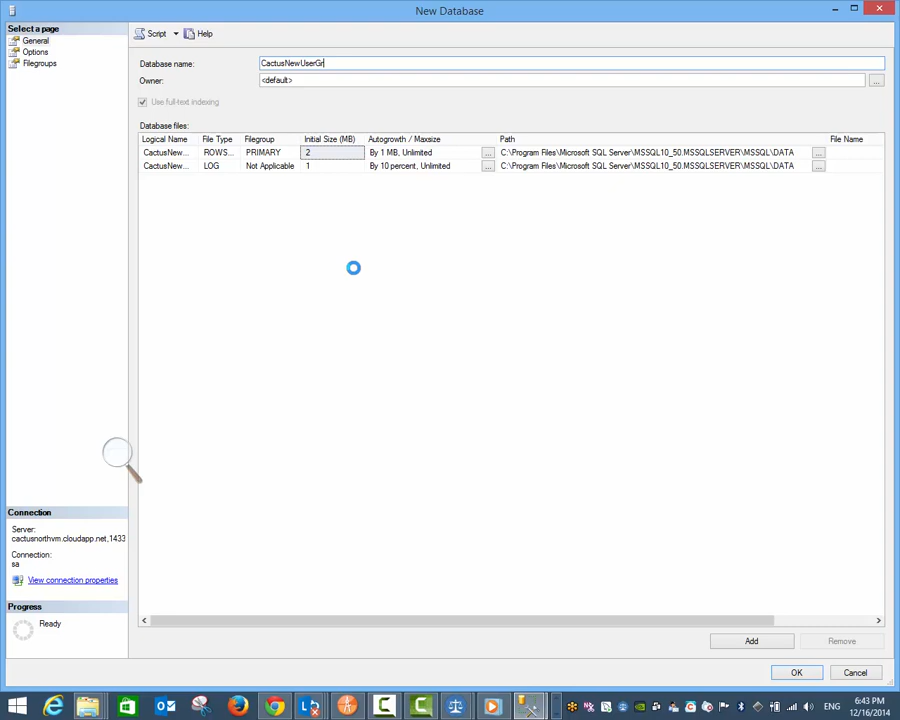 New Database
Select a page
General
Options
Filegroups
Script
Help
Database name:
CactusNewUserGr
Owner:
<default>
...
Use full-text indexing
Database files:
Logical Name File Type Filegroup Initial Size (MB) Autogrowth / Maxsize Path File Name
CactusNew... ROWS... PRIMARY 2 By 1 MB, Unlimited ... C:\Program Files\Microsoft SQL Server\MSSQL10_50.MSSQLSERVER\MSSQL\DATA ...
CactusNew... LOG Not Applicable 1 By 10 percent, Unlimited ... C:\Program Files\Microsoft SQL Server\MSSQL10_50.MSSQLSERVER\MSSQL\DATA ...
Connection
Server:
cactusnorthvm.cloudapp.net,1433
Connection:
sa
View connection properties
Progress
Ready
Add
Remove
OK
Cancel
ENG
6:43 PM
12/16/2014